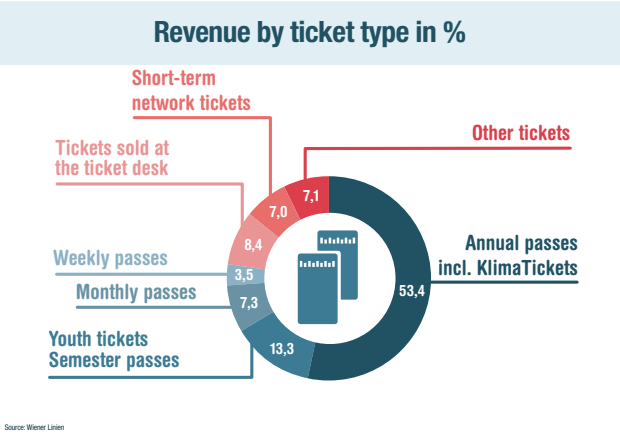 Revenue by ticket type in %
Short-term
network tickets
Other tickets
Tickets sold at
the ticket desk
7,1
7,0
8,4
Annual passes
incl. KlimaTickets
Weekly passes
3,5
Monthly passes
7,3
53,4
Youth tickets
Semester passes
13,3
Source: Wiener Linien